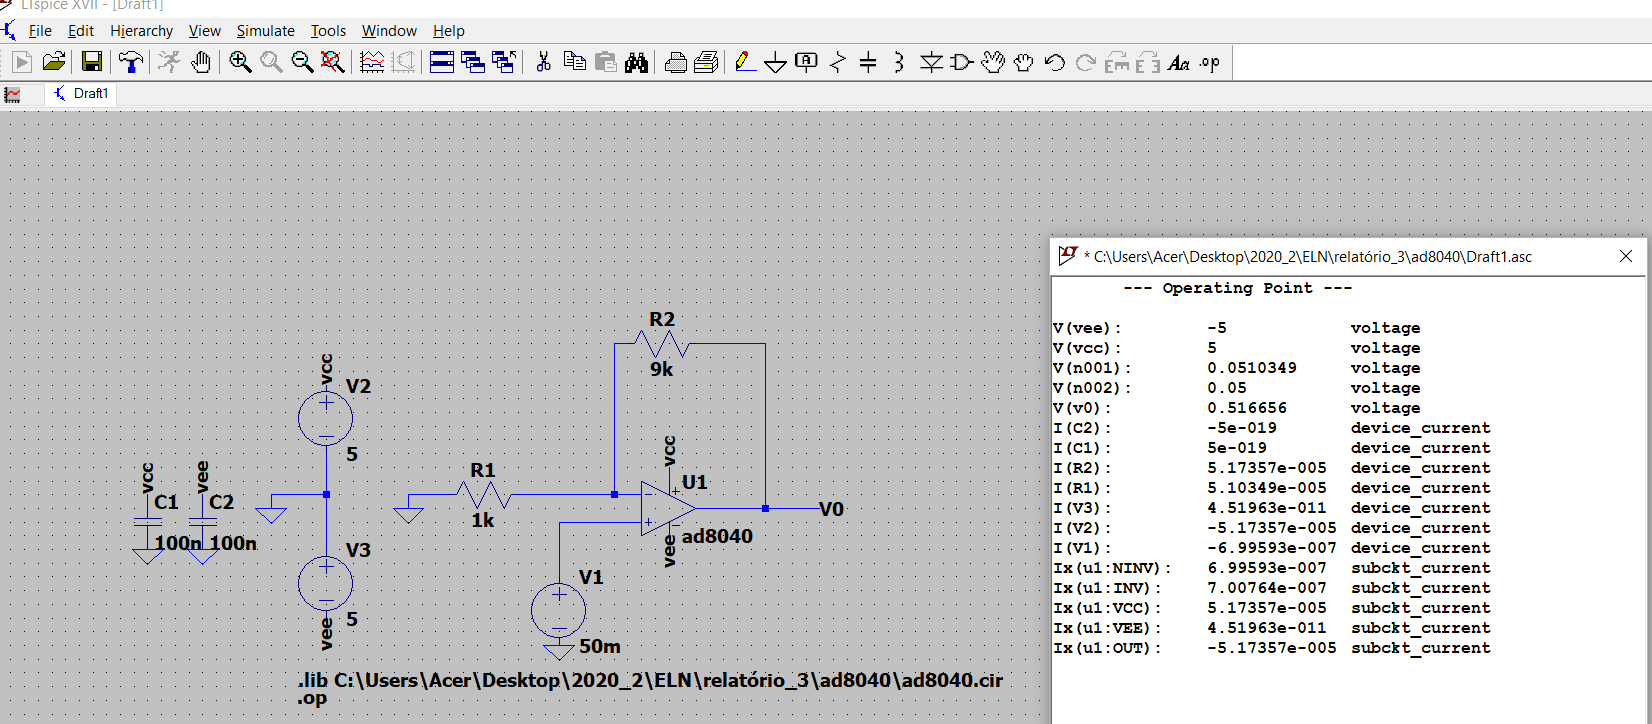 LTspice XVII - [Draft1]
File Edit Hierarchy View Simulate Tools Window Help
Aa .op
Draft1
* C:\Users\Acer\Desktop\2020_2\ELN\relatório_3\ad8040\Draft1.asc
--- Operating Point ---
V(vee): -5 voltage
V(vcc): 5 voltage
V(n001): 0.0510349 voltage
V(n002): 0.05 voltage
V(v0): 0.516656 voltage
I(C2): -5e-019 device_current
I(C1): 5e-019 device_current
I(R2): 5.17357e-005 device_current
I(R1): 5.10349e-005 device_current
I(V3): 4.51963e-011 device_current
I(V2): -5.17357e-005 device_current
I(V1): -6.99593e-007 device_current
Ix(u1:NINV): 6.99593e-007 subckt_current
Ix(u1:INV): 7.00764e-007 subckt_current
Ix(u1:VCC): 5.17357e-005 subckt_current
Ix(u1:VEE): 4.51963e-011 subckt_current
Ix(u1:OUT): -5.17357e-005 subckt_current
vcc
C1
100n
vee
C2
100n
vcc
V2
5
V3
5
vee
R1
1k
R2
9k
vcc
U1
ad8040
vee
V0
V1
50m
.lib C:\Users\Acer\Desktop\2020_2\ELN\relatório_3\ad8040\ad8040.cir
.op